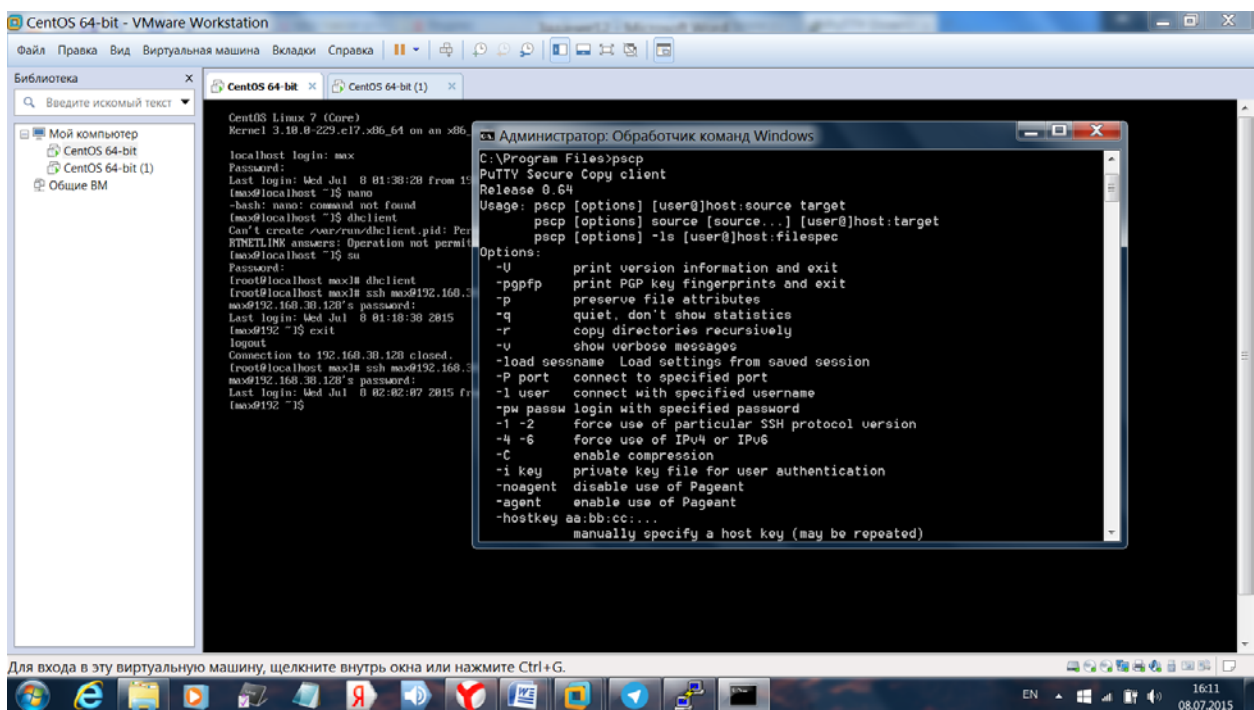 CentOS 64-bit - VMware Workstation
Файл Правка Вид Виртуальная машина Вкладки Справка
Библиотека x
Введите искомый текст
Мой компьютер
CentOS 64-bit
CentOS 64-bit (1)
Общие ВМ
CentOS 64-bit × CentOS 64-bit (1) ×
CentOS Linux 7 (Core)
Kernel 3.10.0-229.el7.x86_64 on an x86_
localhost login: max
Password:
Last login: Wed Jul 8 01:38:20 from 19
[max@localhost ~]$ nano
-bash: nano: command not found
[max@localhost ~]$ dhclient
Can't create /var/run/dhclient.pid: Per
RTNETLINK answers: Operation not permit
[max@localhost ~]$ su
Password:
[root@localhost max]# dhclient
[root@localhost max]# ssh max@192.168.3
max@192.168.38.128's password:
Last login: Wed Jul 8 01:18:38 2015
[max@192 ~]$ exit
logout
Connection to 192.168.38.128 closed.
[root@localhost max]# ssh max@192.168.3
max@192.168.38.128's password:
Last login: Wed Jul 8 02:02:07 2015 fr
[max@192 ~]$
Администратор: Обработчик команд Windows
C:\Program Files>pscp
PuTTY Secure Copy client
Release 0.64
Usage: pscp [options] [user@]host:source target
pscp [options] source [source...] [user@]host:target
pscp [options] -ls [user@]host:filespec
Options:
-V print version information and exit
-pgpfp print PGP key fingerprints and exit
-p preserve file attributes
-q quiet, don't show statistics
-r copy directories recursively
-v show verbose messages
-load sessname Load settings from saved session
-P port connect to specified port
-l user connect with specified username
-pw passw login with specified password
-1 -2 force use of particular SSH protocol version
-4 -6 force use of IPv4 or IPv6
-C enable compression
-i key private key file for user authentication
-noagent disable use of Pageant
-agent enable use of Pageant
-hostkey aa:bb:cc:...
manually specify a host key (may be repeated)
Для входа в эту виртуальную машину, щелкните внутрь окна или нажмите Ctrl+G.
EN 16:11
08.07.2015